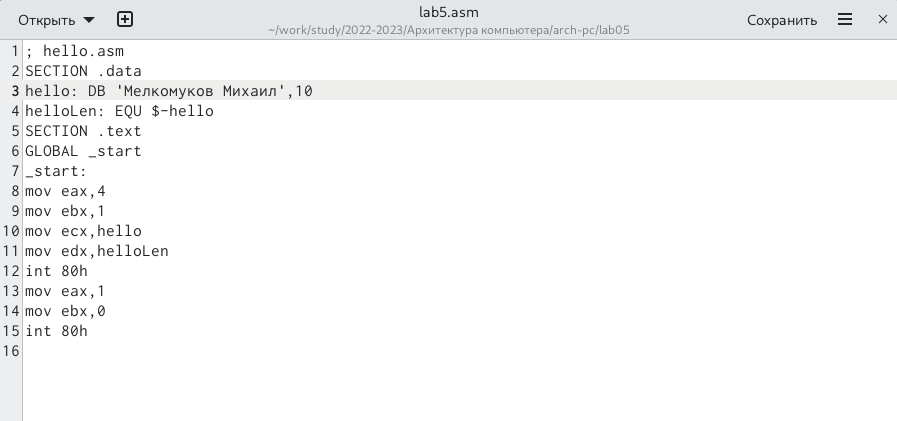 Открыть
lab5.asm
~/work/study/2022-2023/Архитектура компьютера/arch-pc/lab05
Сохранить
1 ; hello.asm
2 SECTION .data
3 hello: DB 'Мелкомуков Михаил',10
4 helloLen: EQU $-hello
5 SECTION .text
6 GLOBAL _start
7 _start:
8 mov eax,4
9 mov ebx,1
10 mov ecx,hello
11 mov edx,helloLen
12 int 80h
13 mov eax,1
14 mov ebx,0
15 int 80h
16